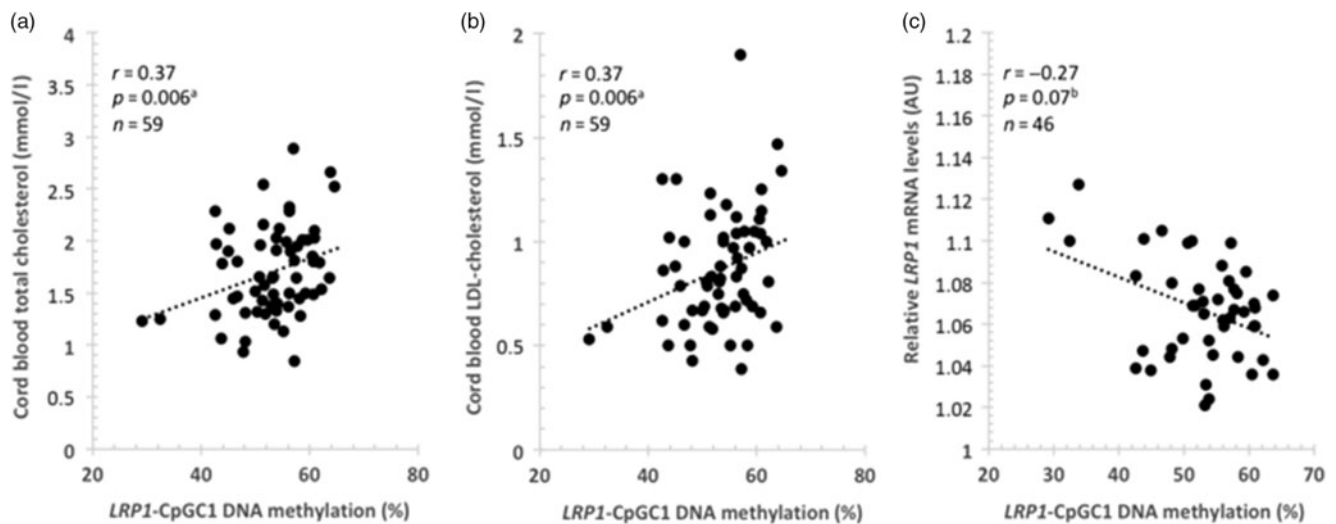 (a)
Cord blood total cholesterol (mmol/l)
4
3.5
3
2.5
2
1.5
1
0.5
0
r = 0.37
p = 0.006ᵃ
n = 59
20 40 60 80
LRP1-CpGC1 DNA methylation (%)
(b)
Cord blood LDL-cholesterol (mmol/l)
2
1.5
1
0.5
0
r = 0.37
p = 0.006ᵃ
n = 59
20 40 60 80
LRP1-CpGC1 DNA methylation (%)
(c)
Relative LRP1 mRNA levels (AU)
1.2
1.18
1.16
1.14
1.12
1.1
1.08
1.06
1.04
1.02
1
r = –0.27
p = 0.07ᵇ
n = 46
20 30 40 50 60 70
LRP1-CpGC1 DNA methylation (%)